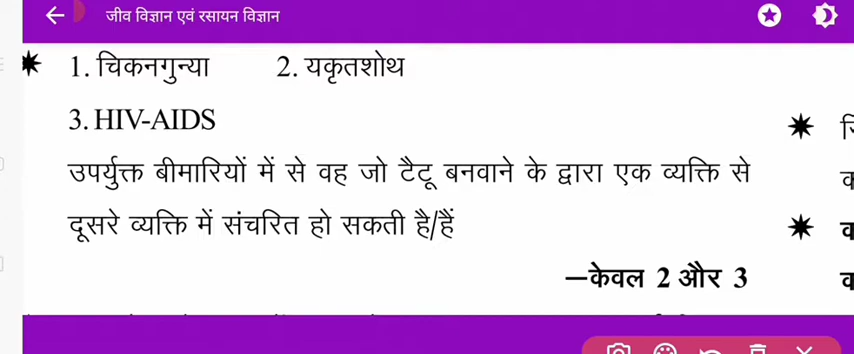 जीव विज्ञान एवं रसायन विज्ञान
1. चिकनगुन्या 2. यकृतशोथ
3. HIV-AIDS
उपर्युक्त बीमारियों में से वह जो टैटू बनवाने के द्वारा एक व्यक्ति से
दूसरे व्यक्ति में संचरित हो सकती है/हैं
—केवल 2 और 3